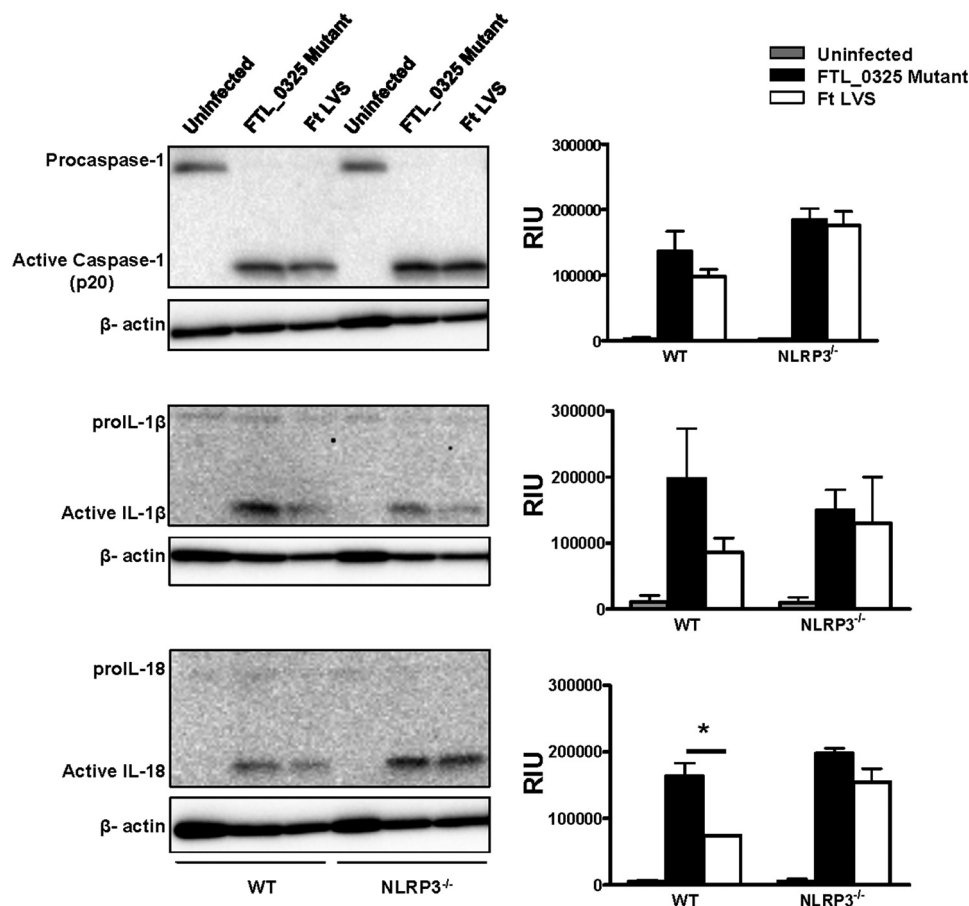 Uninfected
FTL_0325 Mutant
Ft LVS
Uninfected
FTL_0325 Mutant
Ft LVS
Procaspase-1
Active Caspase-1
(p20)
β- actin
proIL-1β
Active IL-1β
β- actin
proIL-18
Active IL-18
β- actin
WT
NLRP3⁻/⁻
Uninfected
FTL_0325 Mutant
Ft LVS
300000
200000
100000
0
RIU
WT
NLRP3⁻/⁻
300000
200000
100000
0
RIU
WT
NLRP3⁻/⁻
300000
200000
100000
0
RIU
*
WT
NLRP3⁻/⁻